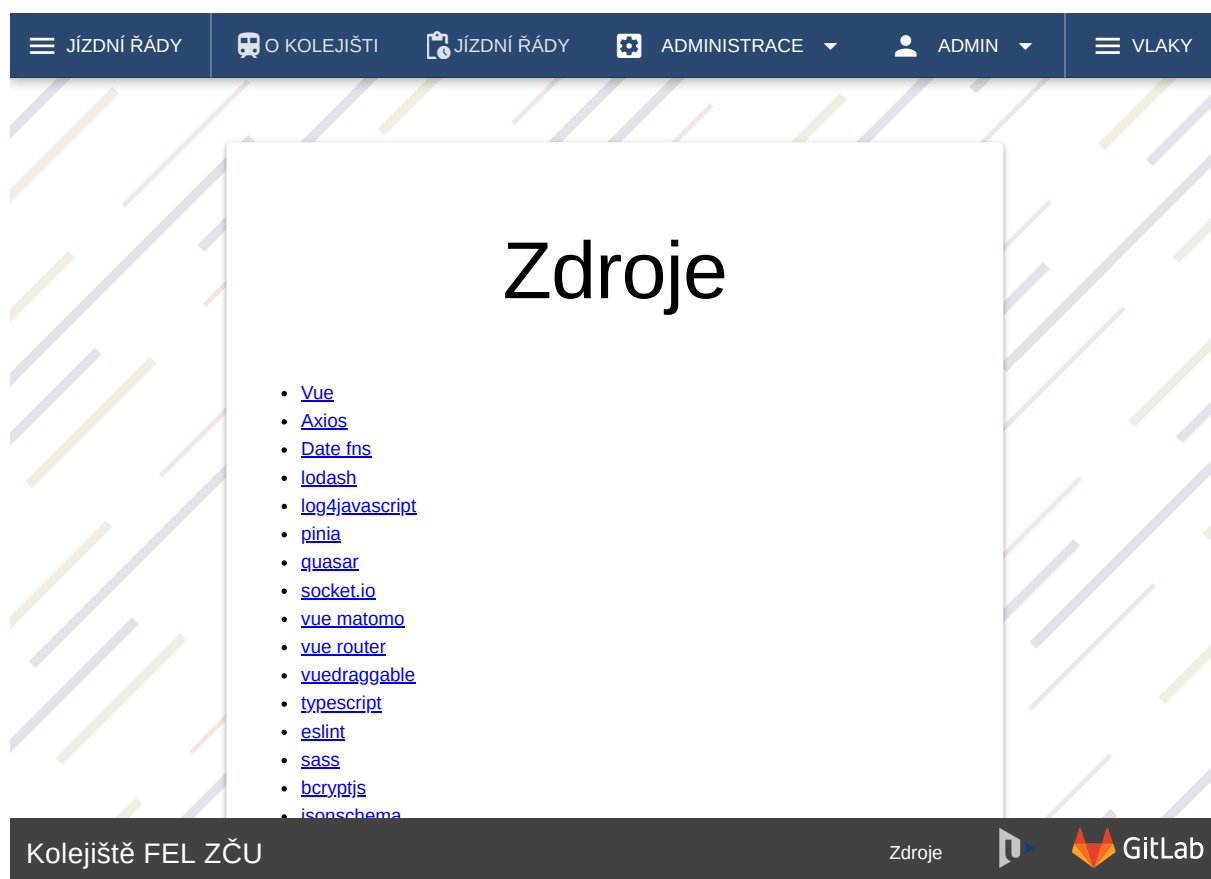 JÍZDNÍ ŘÁDY O KOLEJIŠTI JÍZDNÍ ŘÁDY ADMINISTRACE ADMIN VLAKY
Zdroje
Vue
Axios
Date fns
lodash
log4javascript
pinia
quasar
socket.io
vue matomo
vue router
vuedraggable
typescript
eslint
sass
bcryptjs
jsonschema
Kolejiště FEL ZČU Zdroje GitLab